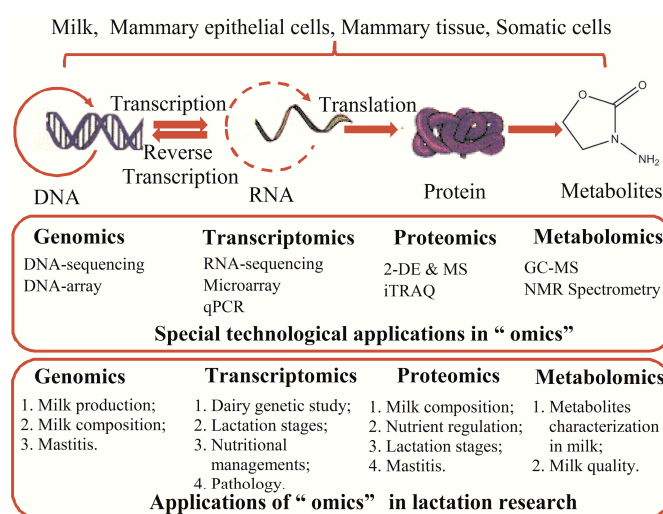 Milk, Mammary epithelial cells, Mammary tissue, Somatic cells
Transcription
Translation
Reverse
Transcription
O
O
N
NH2
DNA
RNA
Protein
Metabolites
Genomics
DNA-sequencing
DNA-array
Transcriptomics
RNA-sequencing
Microarray
qPCR
Proteomics
2-DE & MS
iTRAQ
Metabolomics
GC-MS
NMR Spectrometry
Special technological applications in “ omics”
Genomics
1. Milk production;
2. Milk composition;
3. Mastitis.
Transcriptomics
1. Dairy genetic study;
2. Lactation stages;
3. Nutritional
managements;
4. Pathology.
Proteomics
1. Milk composition;
2. Nutrient regulation;
3. Lactation stages;
4. Mastitis.
Metabolomics
1. Metabolites
characterization
in milk;
2. Milk quality.
Applications of “ omics” in lactation research